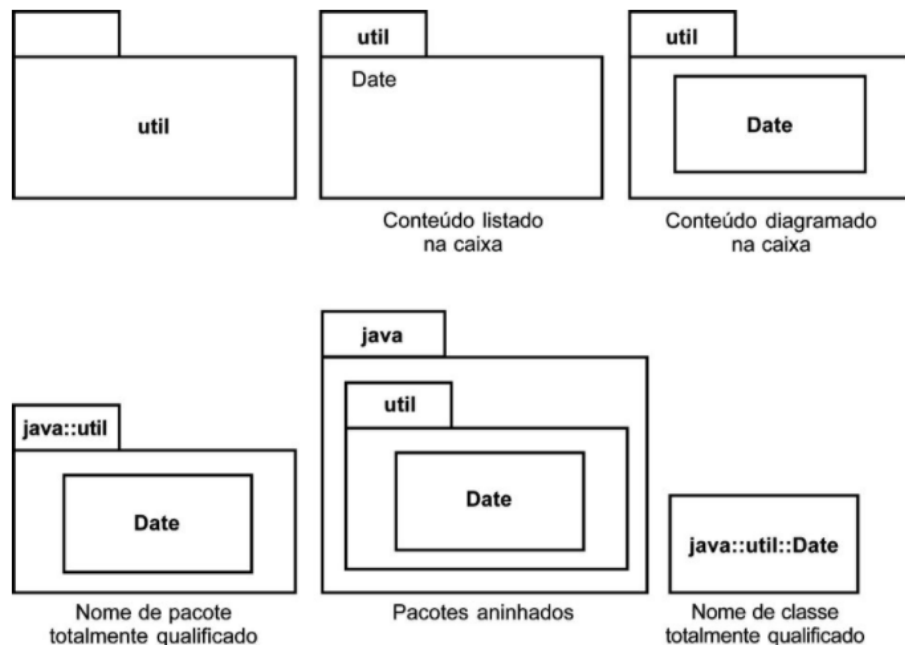 util
util
Date
Conteúdo listado
na caixa
util
Date
Conteúdo diagramado
na caixa
java::util
Date
Nome de pacote
totalmente qualificado
java
util
Date
Pacotes aninhados
java::util::Date
Nome de classe
totalmente qualificado